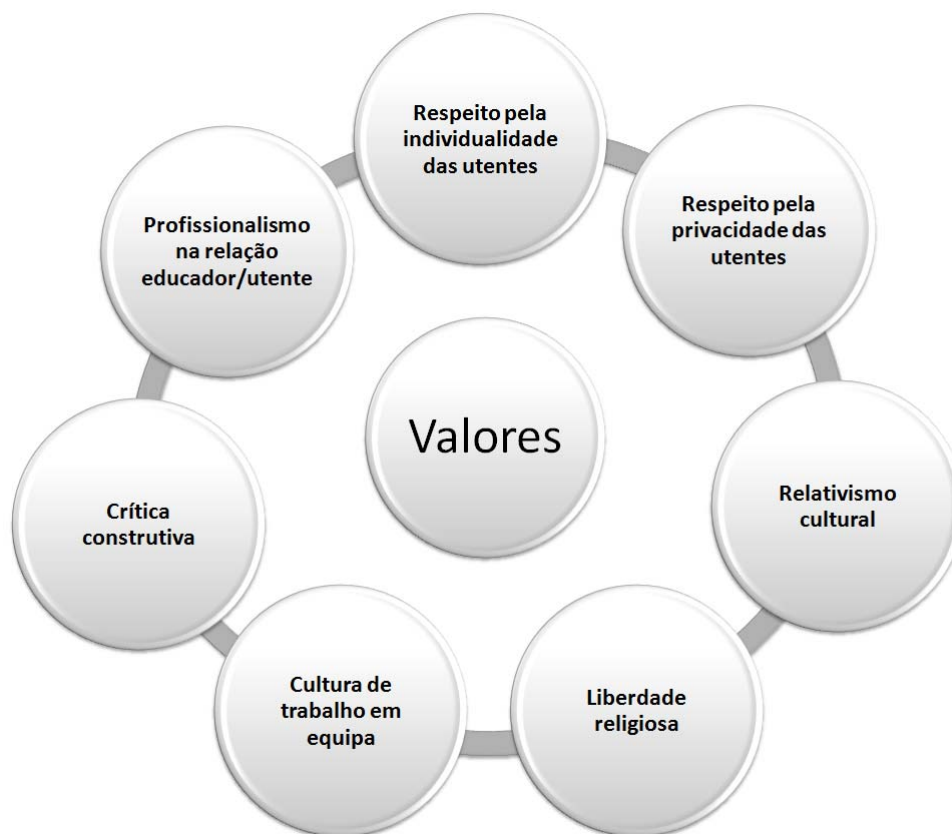 Respeito pela
individualidade
das utentes
Respeito pela
privacidade das
utentes
Relativismo
cultural
Liberdade
religiosa
Cultura de
trabalho em
equipa
Crítica
construtiva
Profissionalismo
na relação
educador/utente
Valores